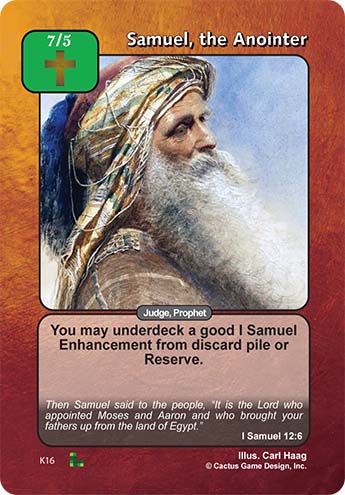 7/5
Samuel, the Anointer
Judge, Prophet
You may underdeck a good I Samuel
Enhancement from discard pile or
Reserve.
Then Samuel said to the people, “It is the Lord who
appointed Moses and Aaron and who brought your
fathers up from the land of Egypt.”
I Samuel 12:6
K16
Illus. Carl Haag
© Cactus Game Design, Inc.